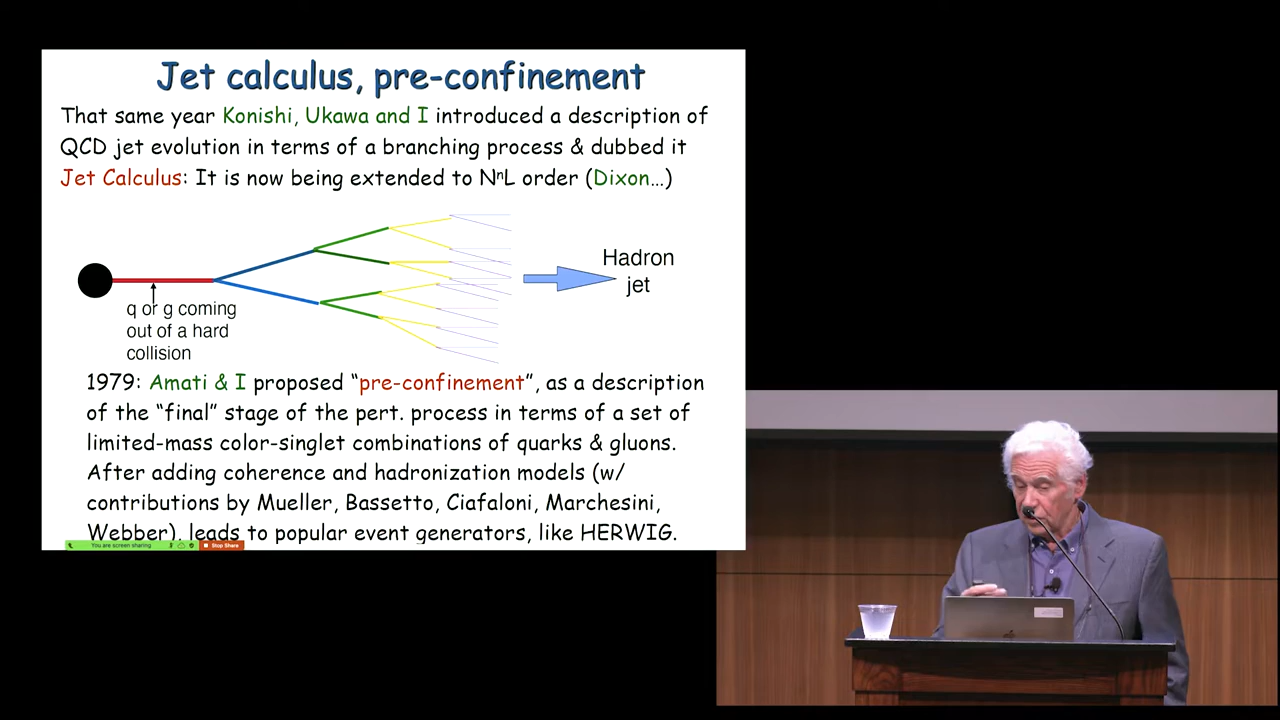 Jet calculus, pre-confinement
That same year Konishi, Ukawa and I introduced a description of
QCD jet evolution in terms of a branching process & dubbed it
Jet Calculus: It is now being extended to NⁿL order (Dixon…)
Hadron
jet
q or g coming
out of a hard
collision
1979: Amati & I proposed “pre-confinement”, as a description
of the “final” stage of the pert. process in terms of a set of
limited-mass color-singlet combinations of quarks & gluons.
After adding coherence and hadronization models (w/
contributions by Mueller, Bassetto, Ciafaloni, Marchesini,
Webber), leads to popular event generators, like HERWIG.
You are screen sharing
Stop Share